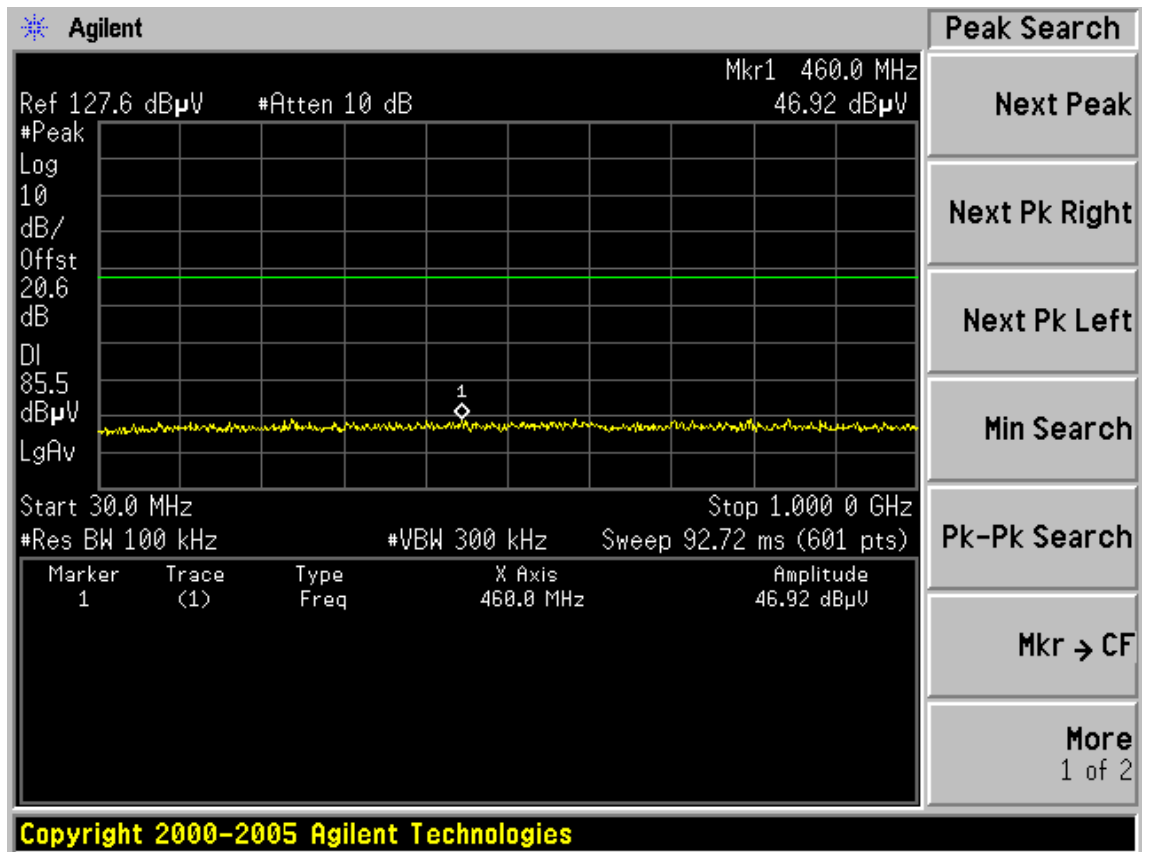 Agilent
Peak Search
Mkr1 460.0 MHz
Ref 127.6 dBµV #Atten 10 dB 46.92 dBµV
#Peak
Log
10
dB/
Offst
20.6
dB
DI
85.5
dBµV
LgAv
1
Start 30.0 MHz Stop 1.000 0 GHz
#Res BW 100 kHz #VBW 300 kHz Sweep 92.72 ms (601 pts)
Marker Trace Type X Axis Amplitude
1 (1) Freq 460.0 MHz 46.92 dBµV
Next Peak
Next Pk Right
Next Pk Left
Min Search
Pk-Pk Search
Mkr → CF
More
1 of 2
Copyright 2000-2005 Agilent Technologies